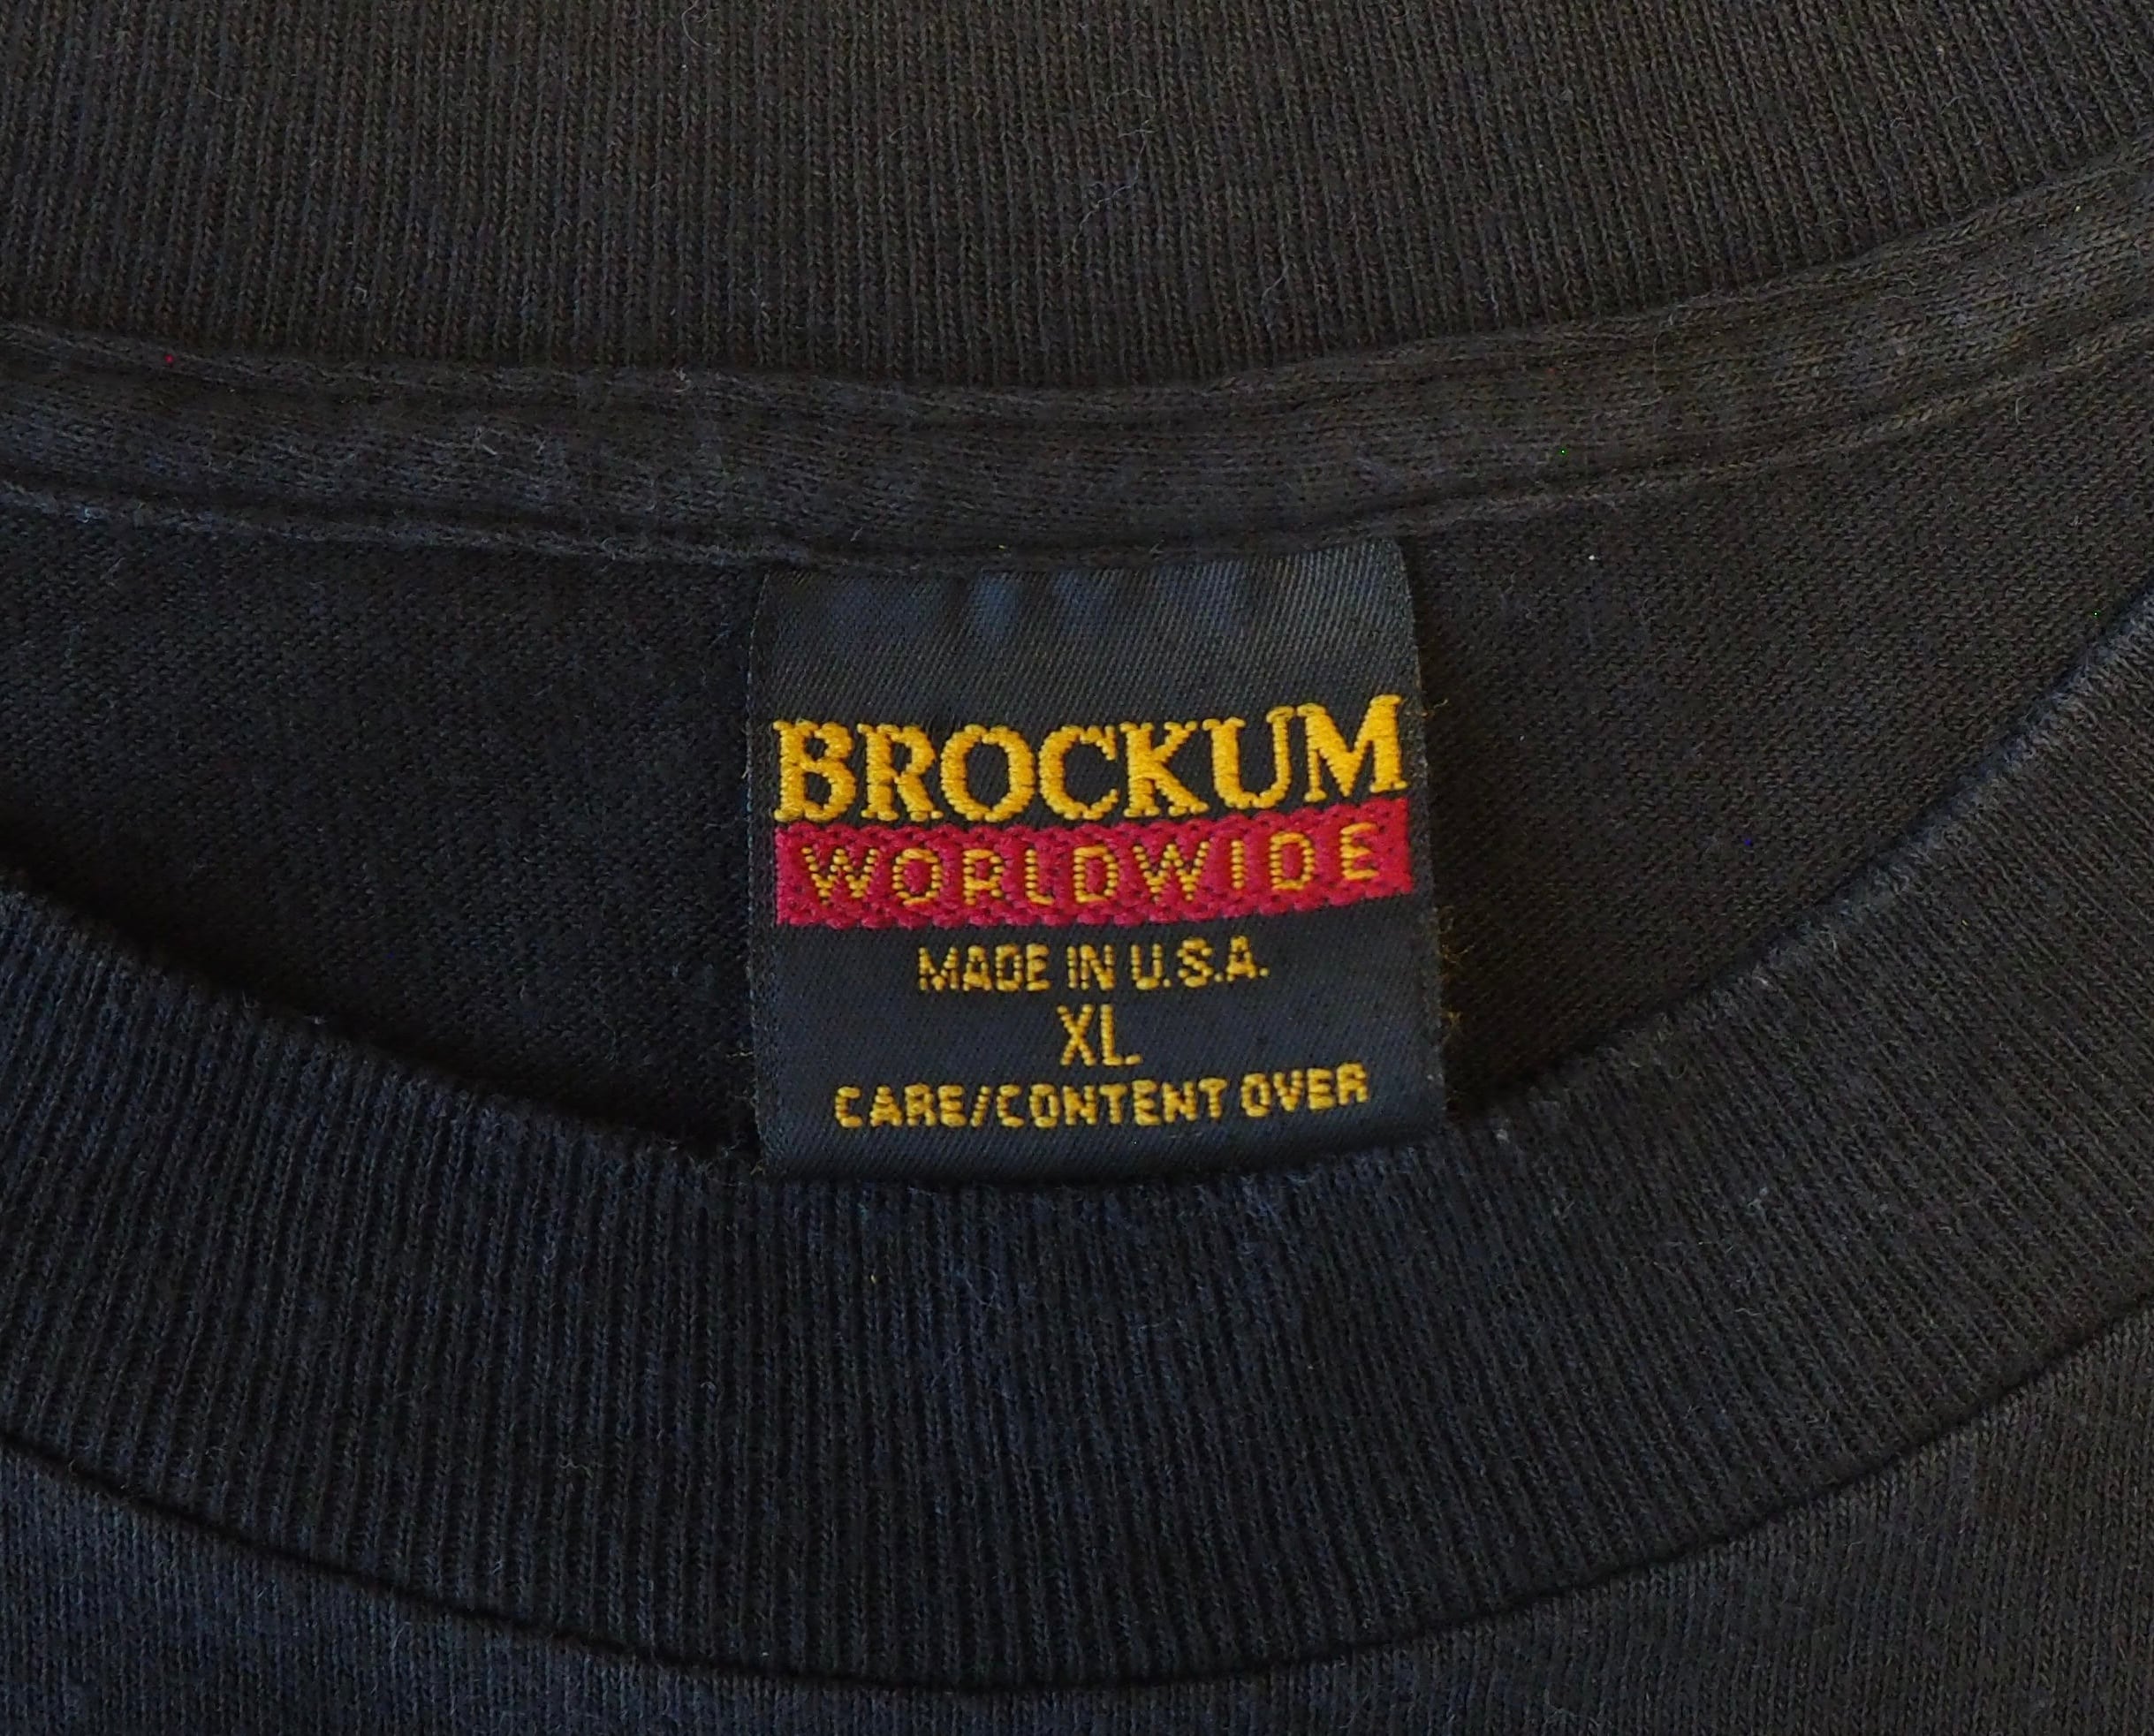 BROCKUM
WORLDWIDE
MADE IN U.S.A.
XL
CARE/CONTENT OVER